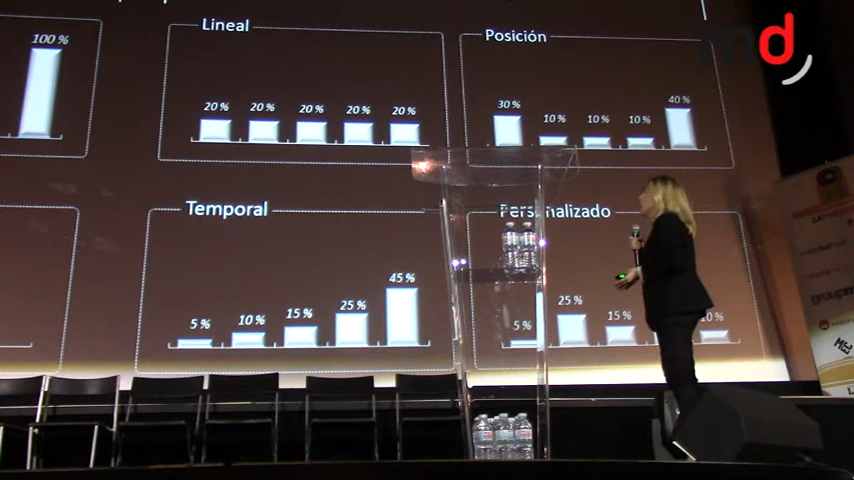 100 %
Lineal
20 % 20 % 20 % 20 % 20 %
Posición
30 % 10 % 10 % 10 % 40 %
md
Temporal
5 % 10 % 15 % 25 % 45 %
5 % 25 % 15 %